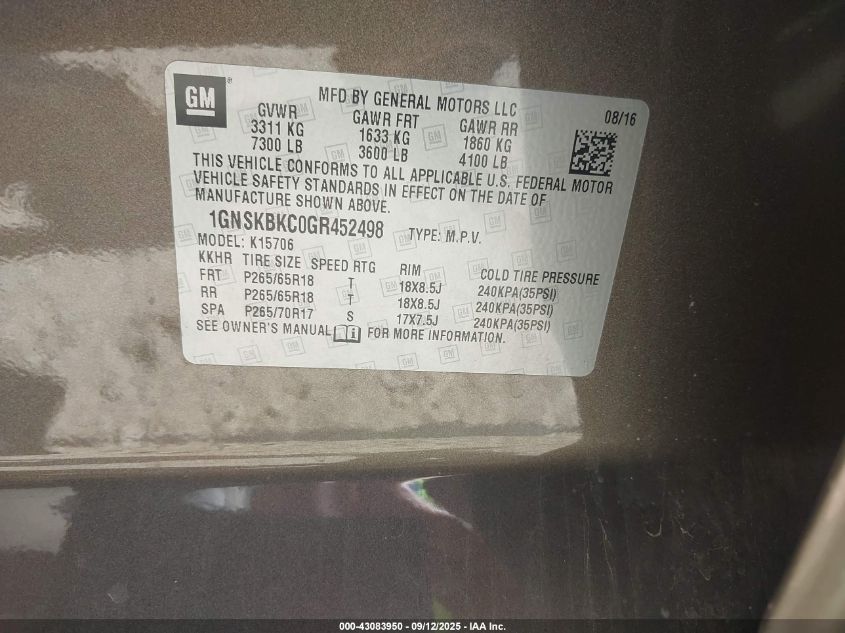 GM ®
MFD BY GENERAL MOTORS LLC
08/16
GVWR GAWR FRT GAWR RR
3311 KG 1633 KG 1860 KG
7300 LB 3600 LB 4100 LB
THIS VEHICLE CONFORMS TO ALL APPLICABLE U.S. FEDERAL MOTOR
VEHICLE SAFETY STANDARDS IN EFFECT ON THE DATE OF
MANUFACTURE SHOWN ABOVE.
1GNSKBKC0GR452498 TYPE: M.P.V.
MODEL: K15706
KKHR TIRE SIZE SPEED RTG RIM COLD TIRE PRESSURE
FRT P265/65R18 T 18X8.5J 240KPA(35PSI)
RR P265/65R18 T 18X8.5J 240KPA(35PSI)
SPA P265/70R17 S 17X7.5J 240KPA(35PSI)
SEE OWNER'S MANUAL FOR MORE INFORMATION.
000-43083950 - 09/12/2025 - IAA Inc.